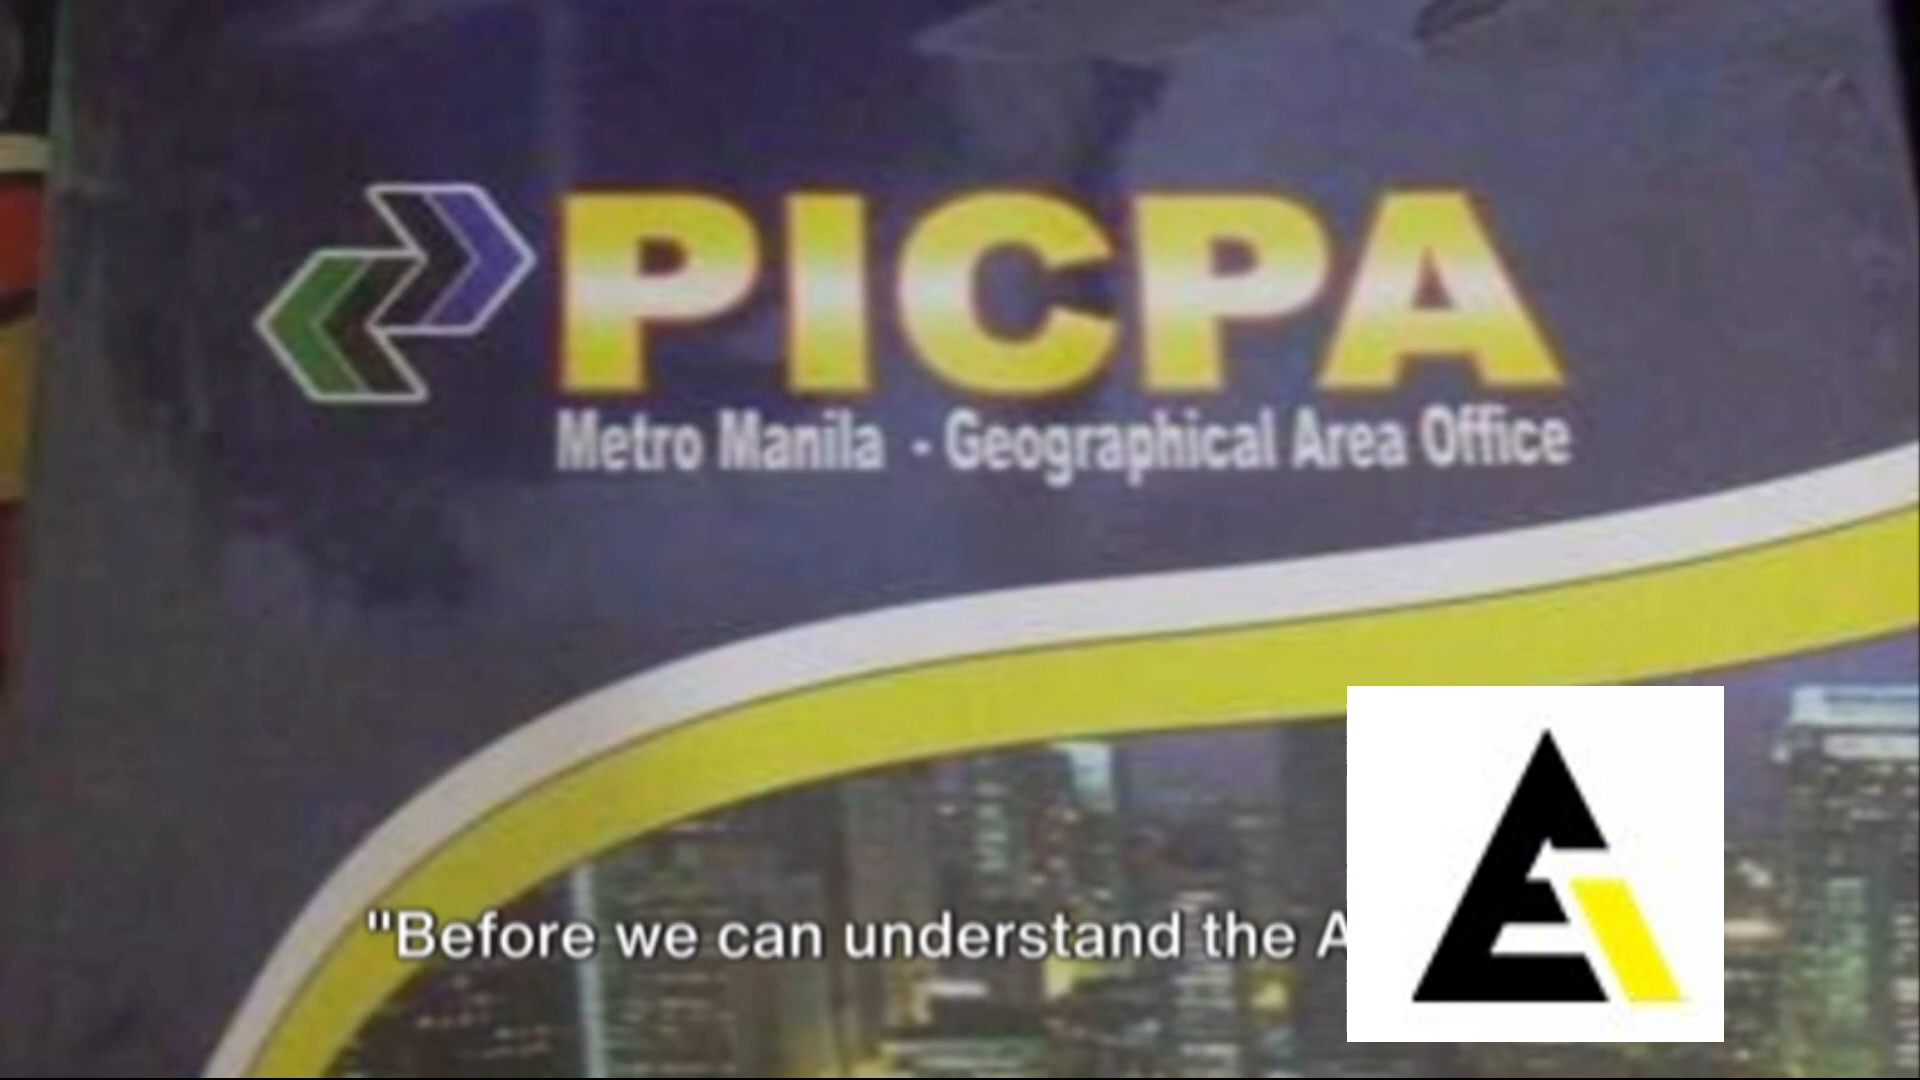 PICPA
Metro Manila - Geographical Area Office
"Before we can understand the A